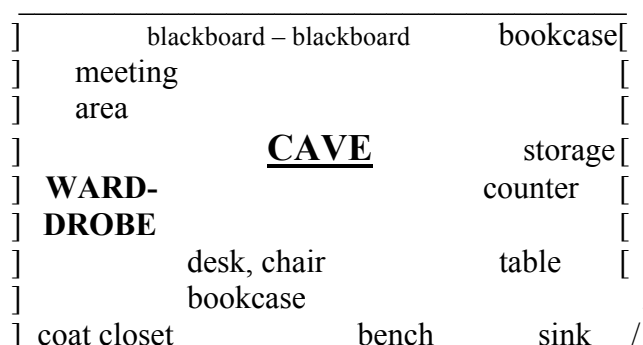 ] blackboard – blackboard bookcase[
] meeting [
] area [
] CAVE storage [
] WARD- counter [
] DROBE [
] desk, chair table [
] bookcase
] coat closet bench sink /